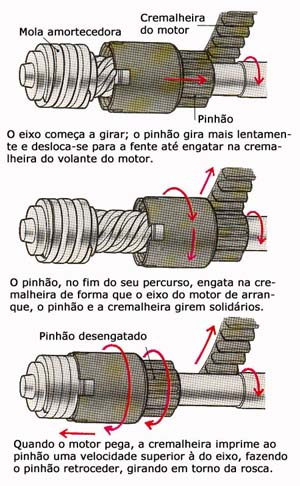 Cremalheira
do motor
Mola amortecedora
Pinhão
O eixo começa a girar; o pinhão gira mais lentamen-
te e desloca-se para a fente até engatar na crema-
lheira do volante do motor.
O pinhão, no fim do seu percurso, engata na cre-
malheira de forma que o eixo do motor de arran-
que, o pinhão e a cremalheira girem solidários.
Pinhão desengatado
Quando o motor pega, a cremalheira imprime ao
pinhão uma velocidade superior à do eixo, fazendo
o pinhão retroceder, girando em torno da rosca.